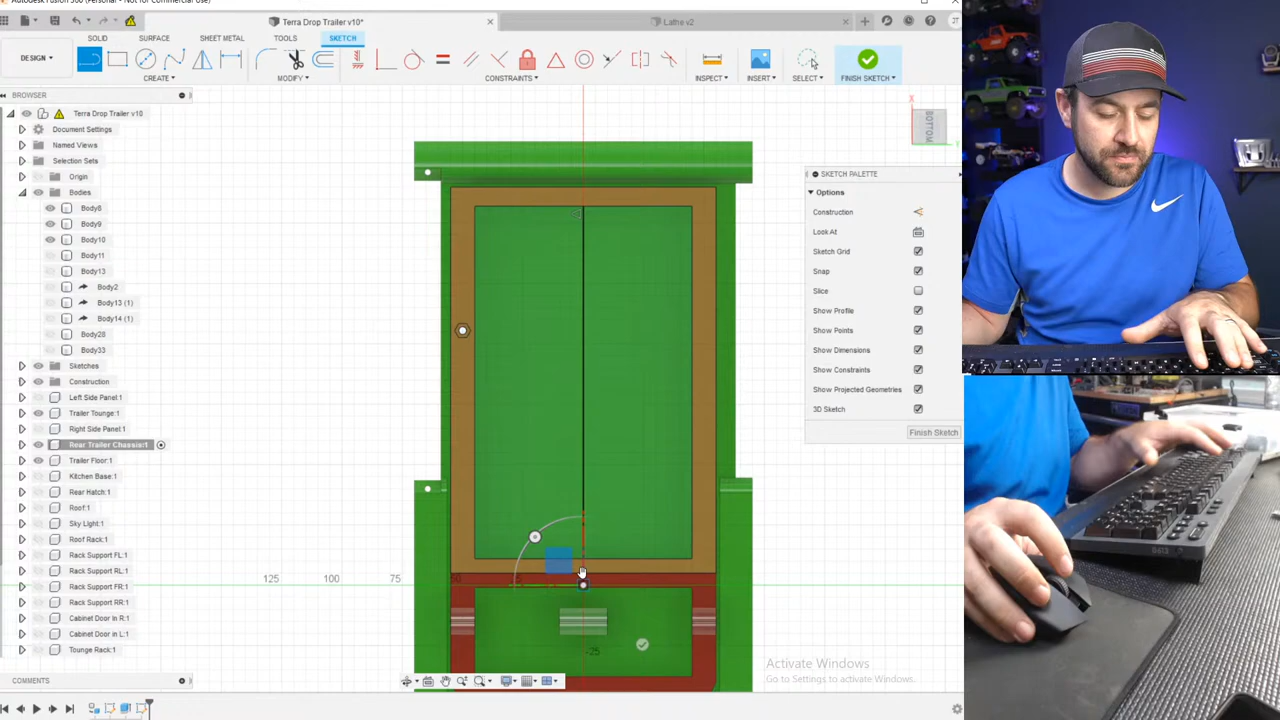 Autodesk Fusion 360 (Personal - Not for Commercial Use)
Terra Drop Trailer v10*
Lathe v2
DESIGN
SOLID
SURFACE
SHEET METAL
TOOLS
SKETCH
CREATE
MODIFY
CONSTRAINTS
INSPECT
INSERT
SELECT
FINISH SKETCH
BROWSER
Terra Drop Trailer v10
Document Settings
Named Views
Selection Sets
Origin
Bodies
Body8
Body9
Body10
Body11
Body13
Body2
Body13 (1)
Body14 (1)
Body28
Body33
Sketches
Construction
Left Side Panel:1
Trailer Tounge:1
Right Side Panel:1
Rear Trailer Chassis:1
Trailer Floor:1
Kitchen Base:1
Rear Hatch:1
Roof:1
Sky Light:1
Roof Rack:1
Rack Support FL:1
Rack Support RL:1
Rack Support FR:1
Rack Support RR:1
Cabinet Door In R:1
Cabinet Door in L:1
Tounge Rack:1
COMMENTS
125
100
75
50
-25
BOTTOM
X
SKETCH PALETTE
Options
Construction
Look At
Sketch Grid
Snap
Slice
Show Profile
Show Points
Show Dimensions
Show Constraints
Show Projected Geometries
3D Sketch
Finish Sketch
Activate Windows
Go to Settings to activate Windows.
G613